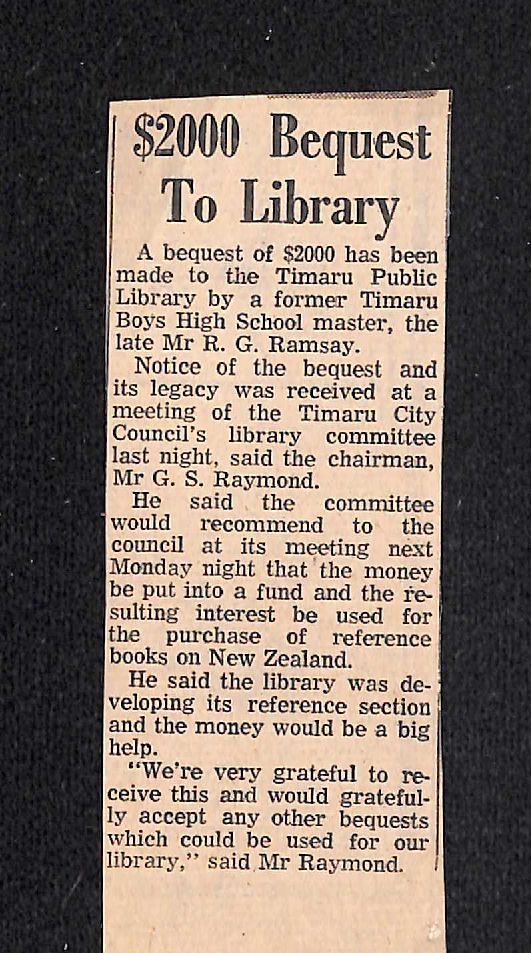 $2000 Bequest
To Library
A bequest of $2000 has been
made to the Timaru Public
Library by a former Timaru
Boys High School master, the
late Mr R. G. Ramsay.
Notice of the bequest and
its legacy was received at a
meeting of the Timaru City
Council's library committee
last night, said the chairman,
Mr G. S. Raymond.
He said the committee
would recommend to the
council at its meeting next
Monday night that the money
be put into a fund and the re-
sulting interest be used for
the purchase of reference
books on New Zealand.
He said the library was de-
veloping its reference section
and the money would be a big
help.
"We're very grateful to re-
ceive this and would grateful-
ly accept any other bequests
which could be used for our
library," said Mr Raymond.